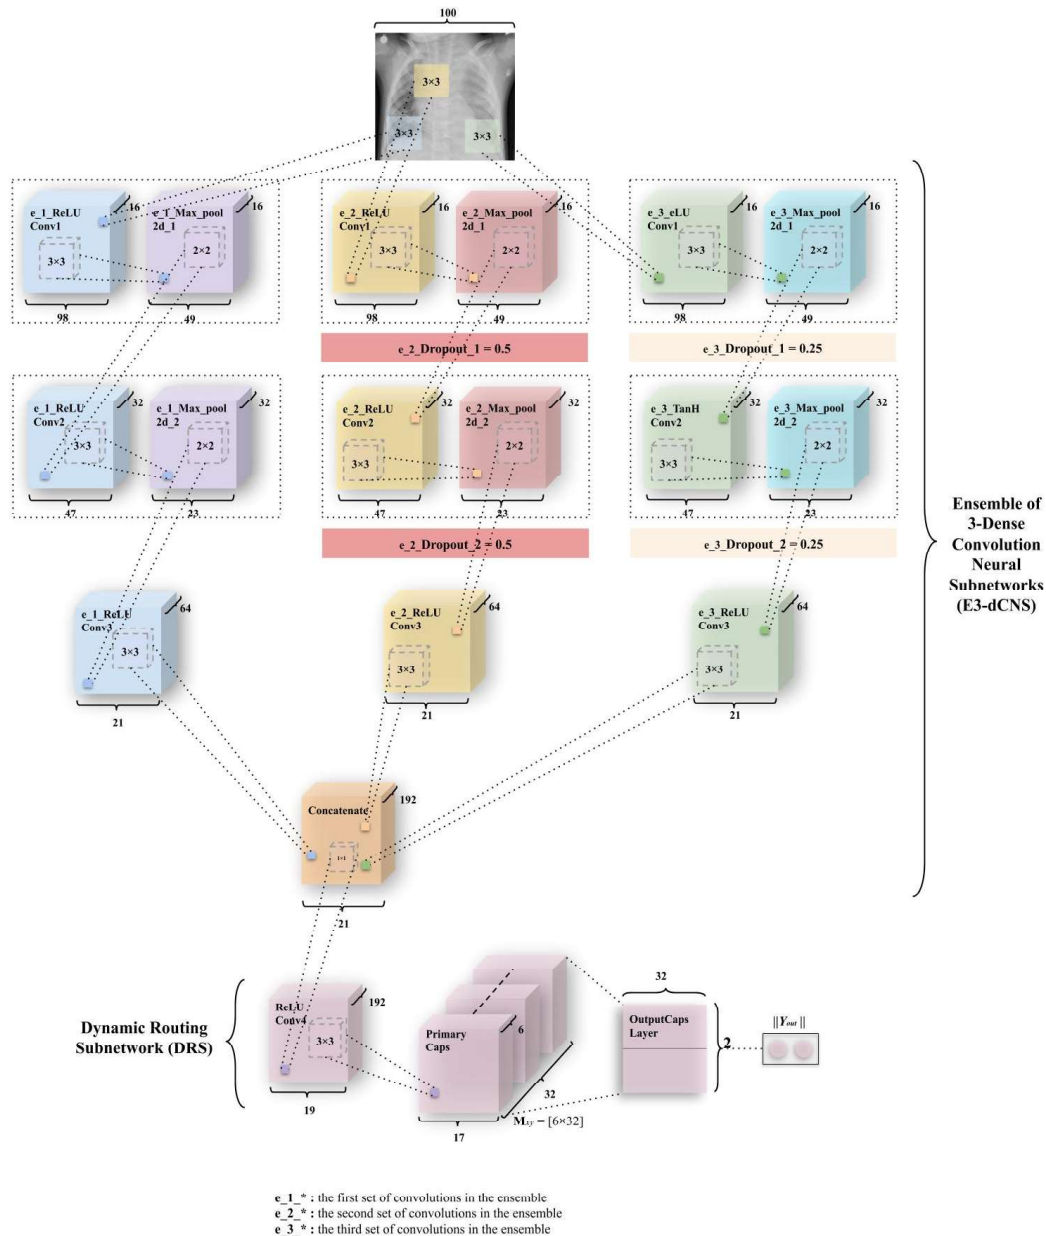 100
3×3
3×3
3×3
e_1_ReLU
Conv1
16
3×3
98
e_1_Max_pool
2d_1
16
2×2
49
e_2_ReLU
Conv1
16
3×3
98
e_2_Max_pool
2d_1
16
2×2
49
e_3_eLU
Conv1
16
3×3
98
e_3_Max_pool
2d_1
16
2×2
49
e_2_Dropout_1 = 0.5
e_3_Dropout_1 = 0.25
e_1_ReLU
Conv2
32
3×3
47
e_1_Max_pool
2d_2
32
2×2
23
e_2_ReLU
Conv2
32
3×3
47
e_2_Max_pool
2d_2
32
2×2
23
e_3_TanH
Conv2
32
3×3
47
e_3_Max_pool
2d_2
32
2×2
23
e_2_Dropout_2 = 0.5
e_3_Dropout_2 = 0.25
Ensemble of
3-Dense
Convolution
Neural
Subnetworks
(E3-dCNS)
e_1_ReLU
Conv3
64
3×3
21
e_2_ReLU
Conv3
64
3×3
21
e_3_ReLU
Conv3
64
3×3
21
Concatenate
192
1×1
21
Dynamic Routing
Subnetwork (DRS)
ReLU
Conv4
192
3×3
19
Primary
Caps
6
32
17
Mxy = [6×32]
32
OutputCaps
Layer
2
||Yout||
e_1_* : the first set of convolutions in the ensemble
e_2_* : the second set of convolutions in the ensemble
e_3_* : the third set of convolutions in the ensemble